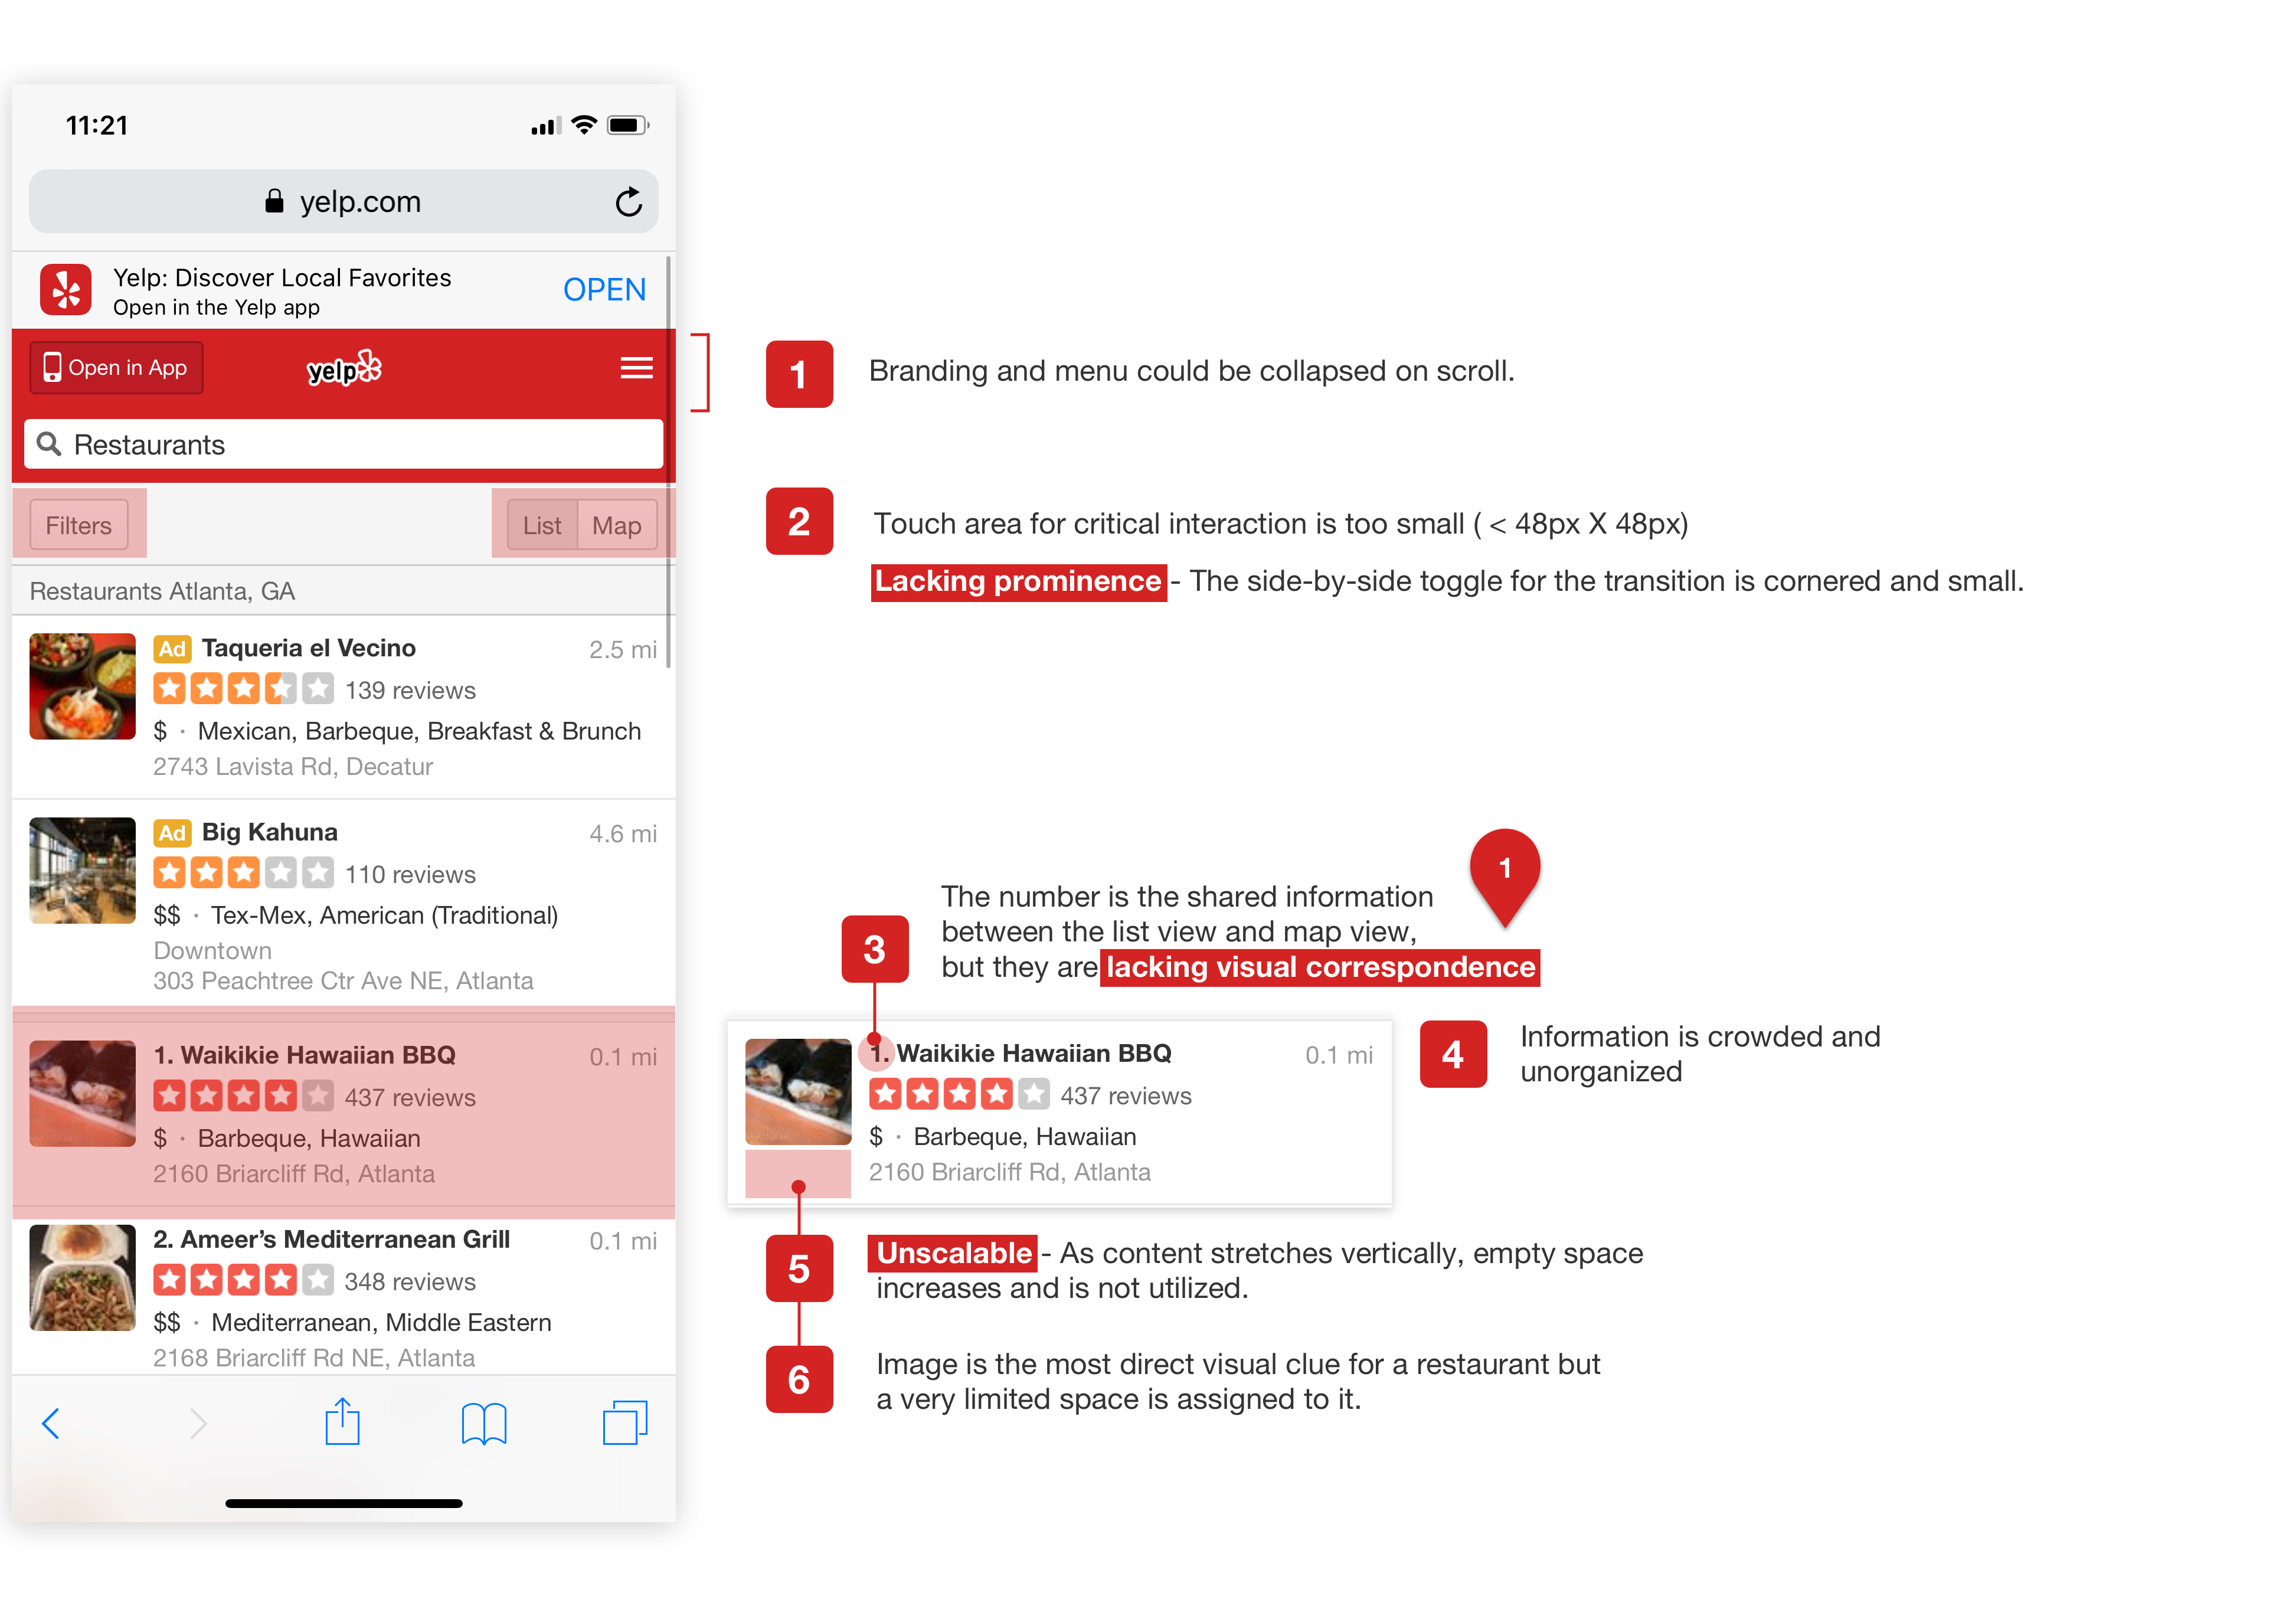 11:21
yelp.com
Yelp: Discover Local Favorites
Open in the Yelp app
OPEN
Open in App
yelp
Restaurants
Filters
List
Map
Restaurants Atlanta, GA
Ad Taqueria el Vecino
2.5 mi
139 reviews
$ · Mexican, Barbeque, Breakfast & Brunch
2743 Lavista Rd, Decatur
Ad Big Kahuna
4.6 mi
110 reviews
$$ · Tex-Mex, American (Traditional)
Downtown
303 Peachtree Ctr Ave NE, Atlanta
1. Waikikie Hawaiian BBQ
0.1 mi
437 reviews
$ · Barbeque, Hawaiian
2160 Briarcliff Rd, Atlanta
2. Ameer’s Mediterranean Grill
0.1 mi
348 reviews
$$ · Mediterranean, Middle Eastern
2168 Briarcliff Rd NE, Atlanta
1
Branding and menu could be collapsed on scroll.
2
Touch area for critical interaction is too small ( < 48px X 48px)
Lacking prominence - The side-by-side toggle for the transition is cornered and small.
3
The number is the shared information
between the list view and map view,
but they are lacking visual correspondence
1
1. Waikikie Hawaiian BBQ
0.1 mi
437 reviews
$ · Barbeque, Hawaiian
2160 Briarcliff Rd, Atlanta
4
Information is crowded and
unorganized
5
Unscalable - As content stretches vertically, empty space
increases and is not utilized.
6
Image is the most direct visual clue for a restaurant but
a very limited space is assigned to it.